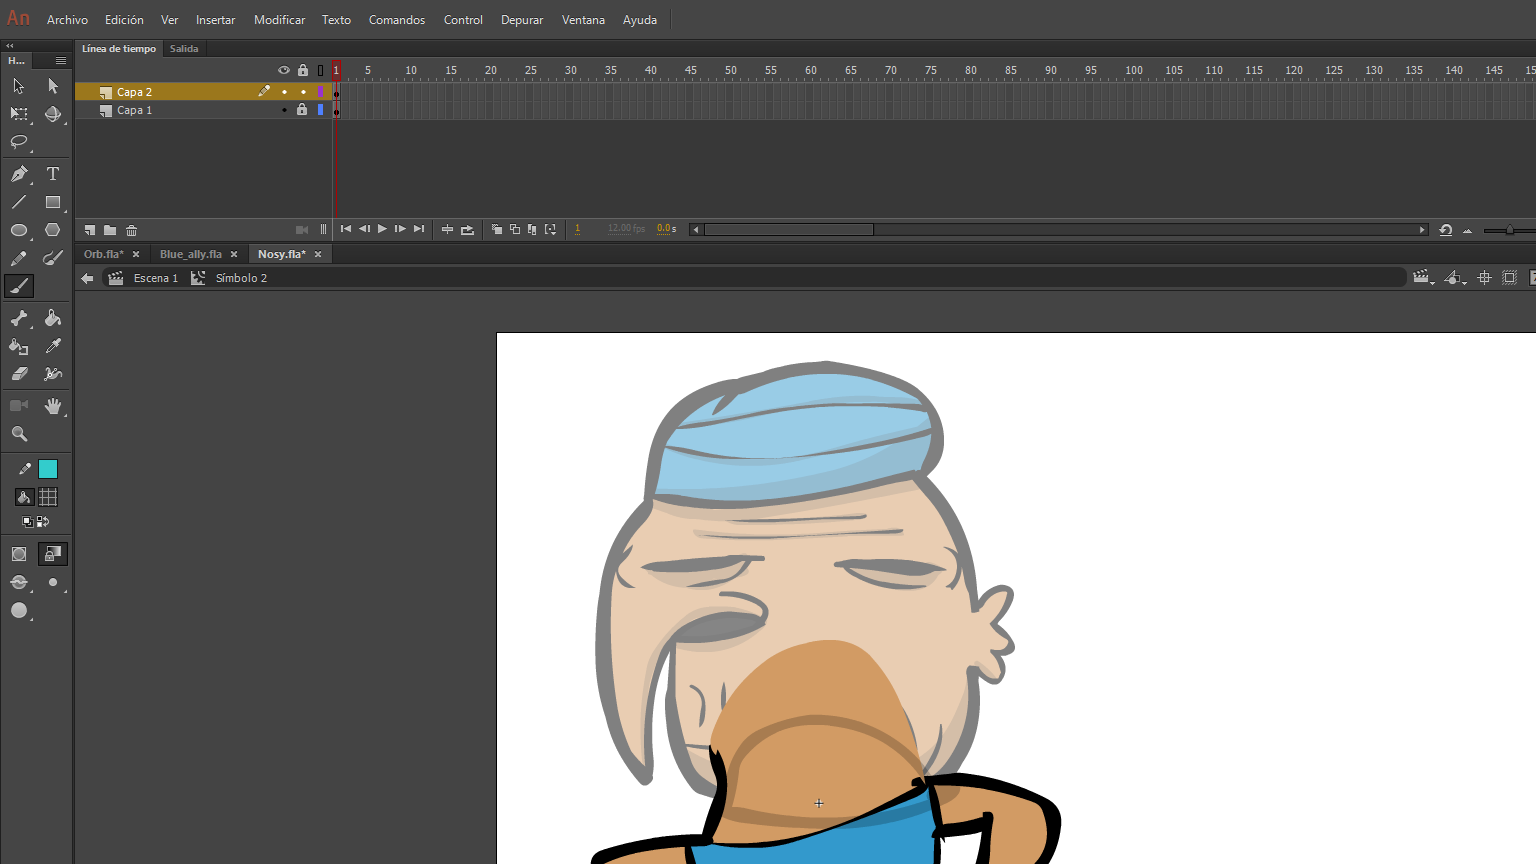 An Archivo Edición Ver Insertar Modificar Texto Comandos Control Depurar Ventana Ayuda
H... Línea de tiempo Salida
1 5 10 15 20 25 30 35 40 45 50 55 60 65 70 75 80 85 90 95 100 105 110 115 120 125 130 135 140 145 15
Capa 2
Capa 1
1 12.00 fps 0.0 s
Orb.fla* Blue_ally.fla Nosy.fla*
Escena 1 Símbolo 2
T